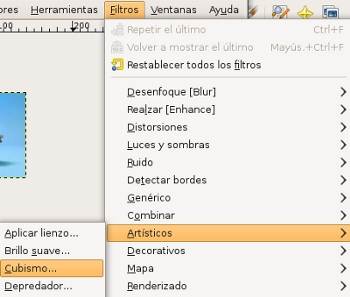 ores Herramientas Filtros Ventanas Ayuda
100 200
Repetir el último Ctrl+F
Volver a mostrar el último Mayús.+Ctrl+F
Restablecer todos los filtros
Desenfoque [Blur]
Realzar [Enhance]
Distorsiones
Luces y sombras
Ruido
Detectar bordes
Genérico
Combinar
Artísticos
Decorativos
Mapa
Renderizado
Aplicar lienzo...
Brillo suave...
Cubismo...
Depredador...